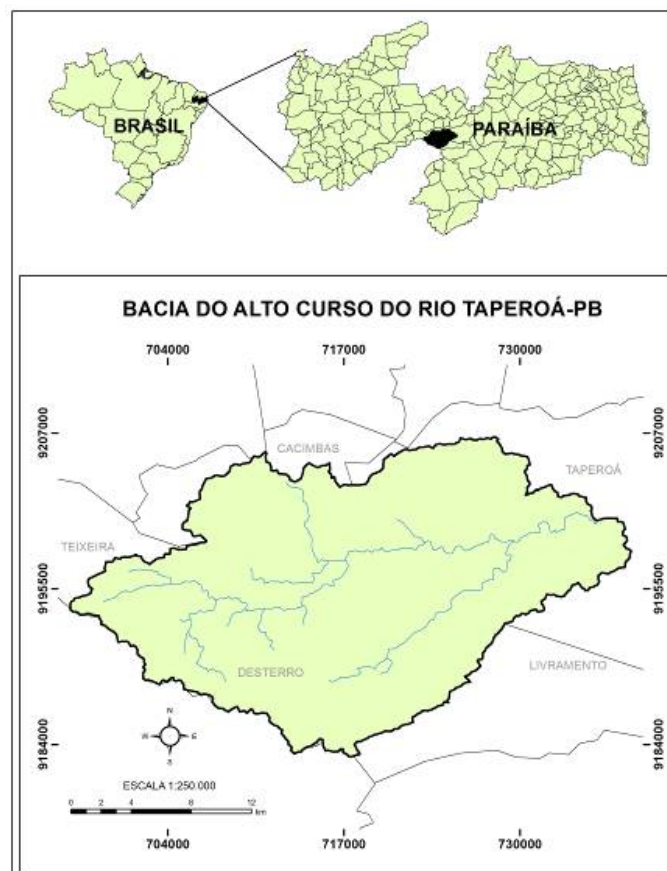 BRASIL
PARAÍBA
BACIA DO ALTO CURSO DO RIO TAPEROÁ-PB
704000 717000 730000
9207000 9207000
CACIMBAS
TAPEROÁ
TEIXEIRA
9195500 9195500
DESTERRO
LIVRAMENTO
9184000 9184000
N
W E
S
ESCALA 1:250.000
0 2 4 8 12
km
704000 717000 730000